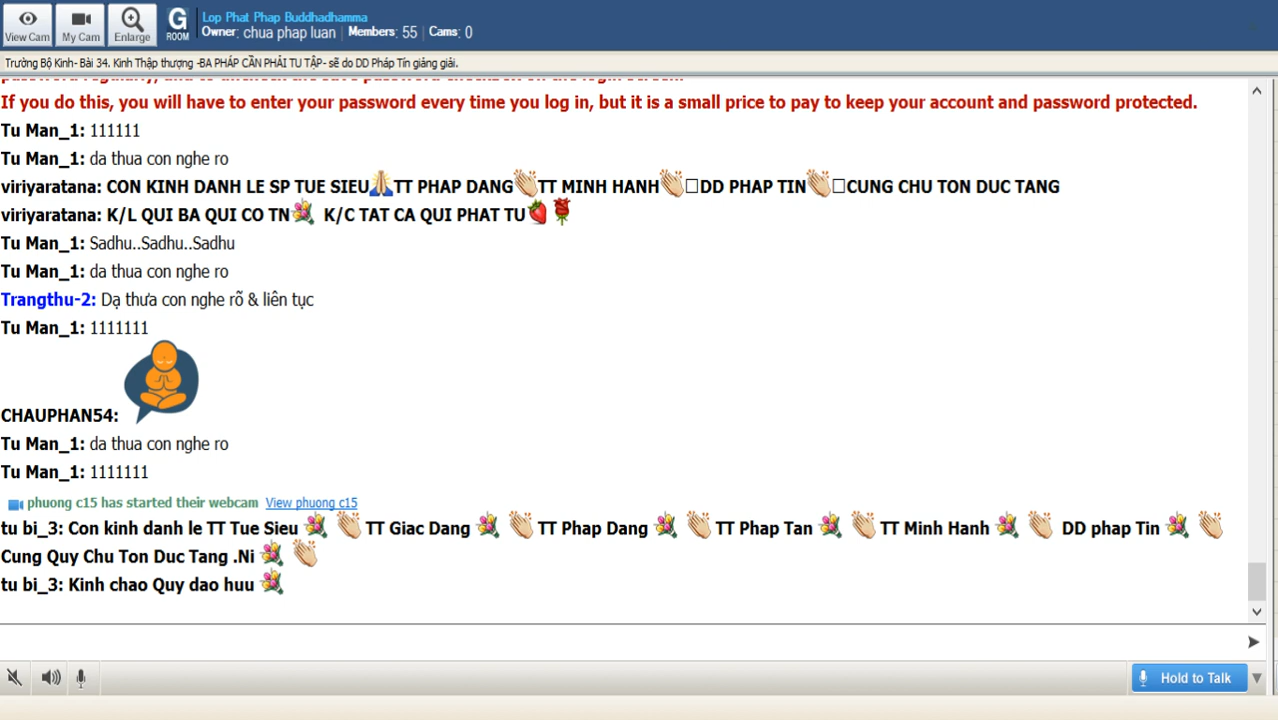 View Cam
My Cam
Enlarge
G
ROOM
Lop Phat Phap Buddhadhamma
Owner: chua phap luan | Members: 55 | Cams: 0
Trường Bộ Kinh- Bài 34. Kinh Thập thượng -BA PHÁP CẦN PHẢI TU TẬP- sẽ do DD Pháp Tín giảng giải.
If you do this, you will have to enter your password every time you log in, but it is a small price to pay to keep your account and password protected.
Tu Man_1: 111111
Tu Man_1: da thua con nghe ro
viriyaratana: CON KINH DANH LE SP TUE SIEU🙏TT PHAP DANG👏TT MINH HANH👏□DD PHAP TIN👏□CUNG CHU TON DUC TANG
viriyaratana: K/L QUI BA QUI CO TN💐 K/C TAT CA QUI PHAT TU🍓🌹
Tu Man_1: Sadhu..Sadhu..Sadhu
Tu Man_1: da thua con nghe ro
Trangthu-2: Dạ thưa con nghe rõ & liên tục
Tu Man_1: 1111111
CHAUPHAN54:
Tu Man_1: da thua con nghe ro
Tu Man_1: 1111111
phuong c15 has started their webcam View phuong c15
tu bi_3: Con kinh danh le TT Tue Sieu 💐 👏 TT Giac Dang 💐 👏 TT Phap Dang 💐 👏 TT Phap Tan 💐 👏 TT Minh Hanh 💐 👏 DD phap Tin 💐 👏
Cung Quy Chu Ton Duc Tang .Ni 💐 👏
tu bi_3: Kinh chao Quy dao huu 💐
Hold to Talk